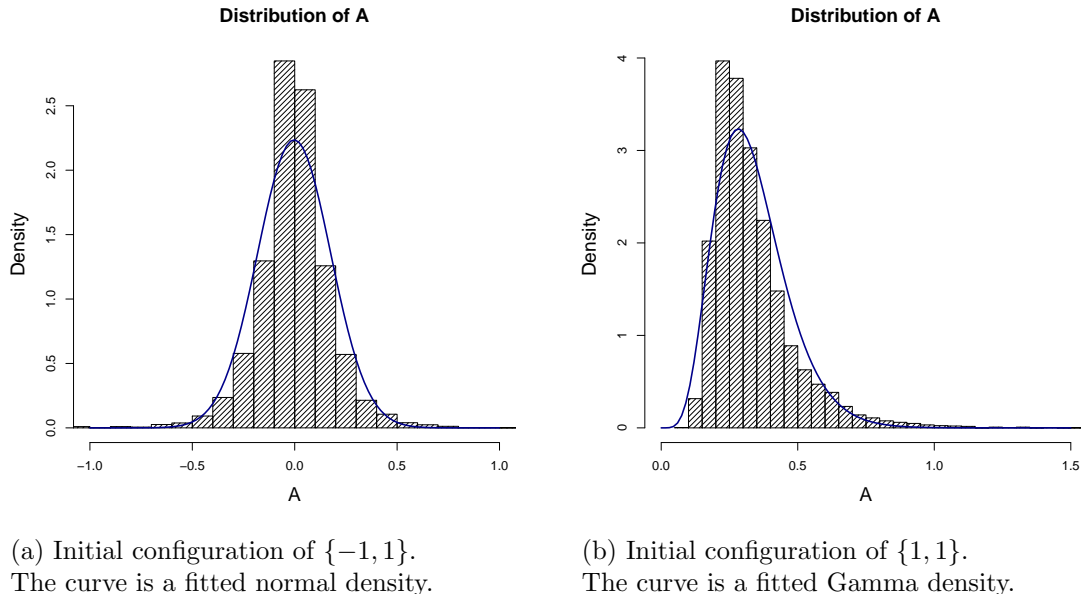 Distribution of A
Density
0.0
0.5
1.0
1.5
2.0
2.5
−1.0
−0.5
0.0
0.5
1.0
A
(a) Initial configuration of {−1, 1}.
The curve is a fitted normal density.
Distribution of A
Density
0
1
2
3
4
0.0
0.5
1.0
1.5
A
(b) Initial configuration of {1, 1}.
The curve is a fitted Gamma density.